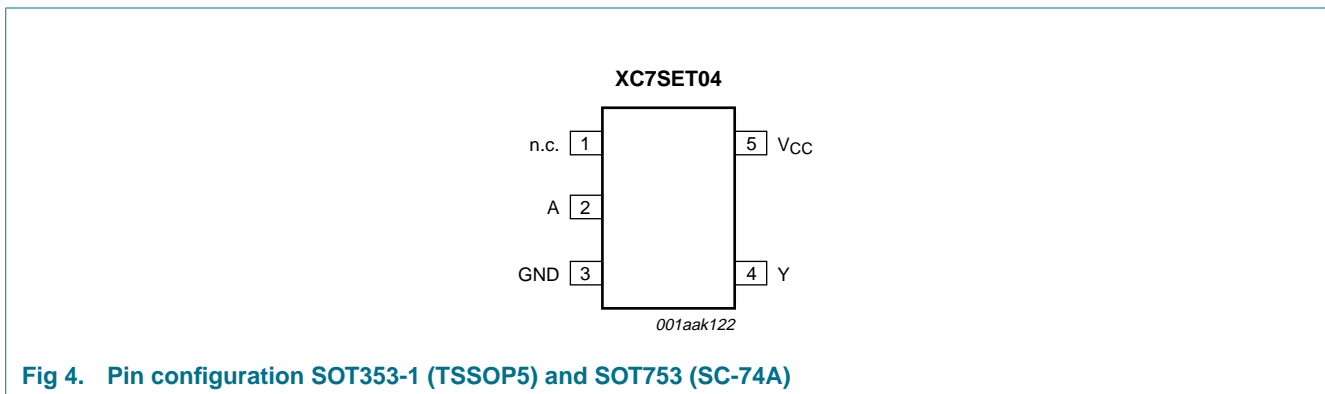 XC7SET04
n.c. 1
5 VCC
A 2
GND 3
4 Y
001aak122
Fig 4. Pin configuration SOT353-1 (TSSOP5) and SOT753 (SC-74A)